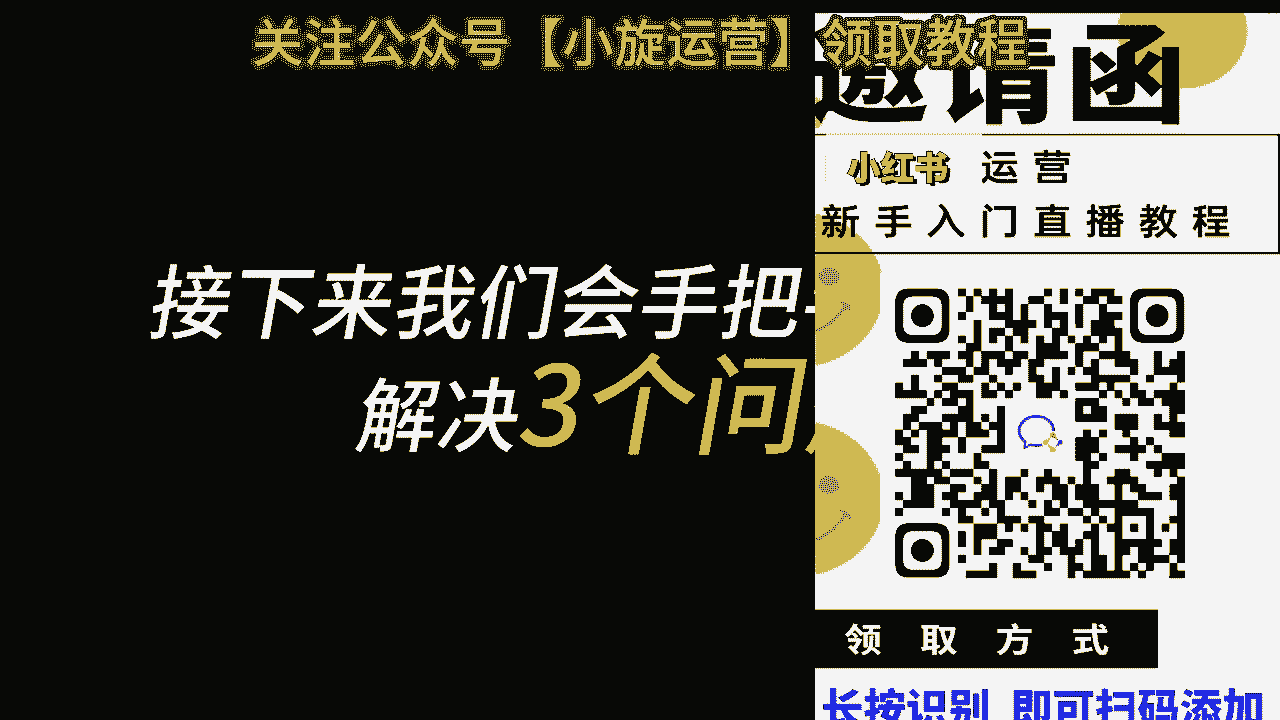 关注公众号【小旋运营】领取教程
邀请函
小红书 运营
新手入门直播教程
接下来我们会手把
解决3个问
领取方式
长按识别 即可扫码添加